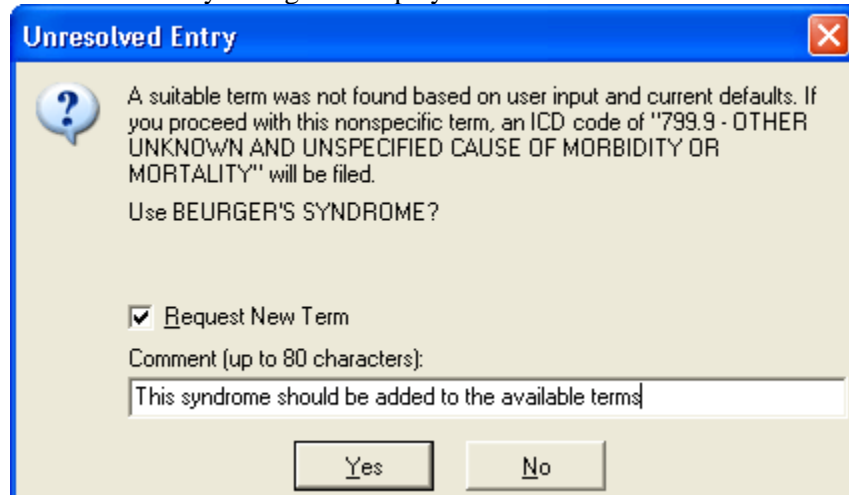 Unresolved Entry
A suitable term was not found based on user input and current defaults. If
you proceed with this nonspecific term, an ICD code of "799.9 - OTHER
UNKNOWN AND UNSPECIFIED CAUSE OF MORBIDITY OR
MORTALITY" will be filed.
Use BEURGER'S SYNDROME?
Request New Term
Comment (up to 80 characters):
This syndrome should be added to the available terms
Yes No